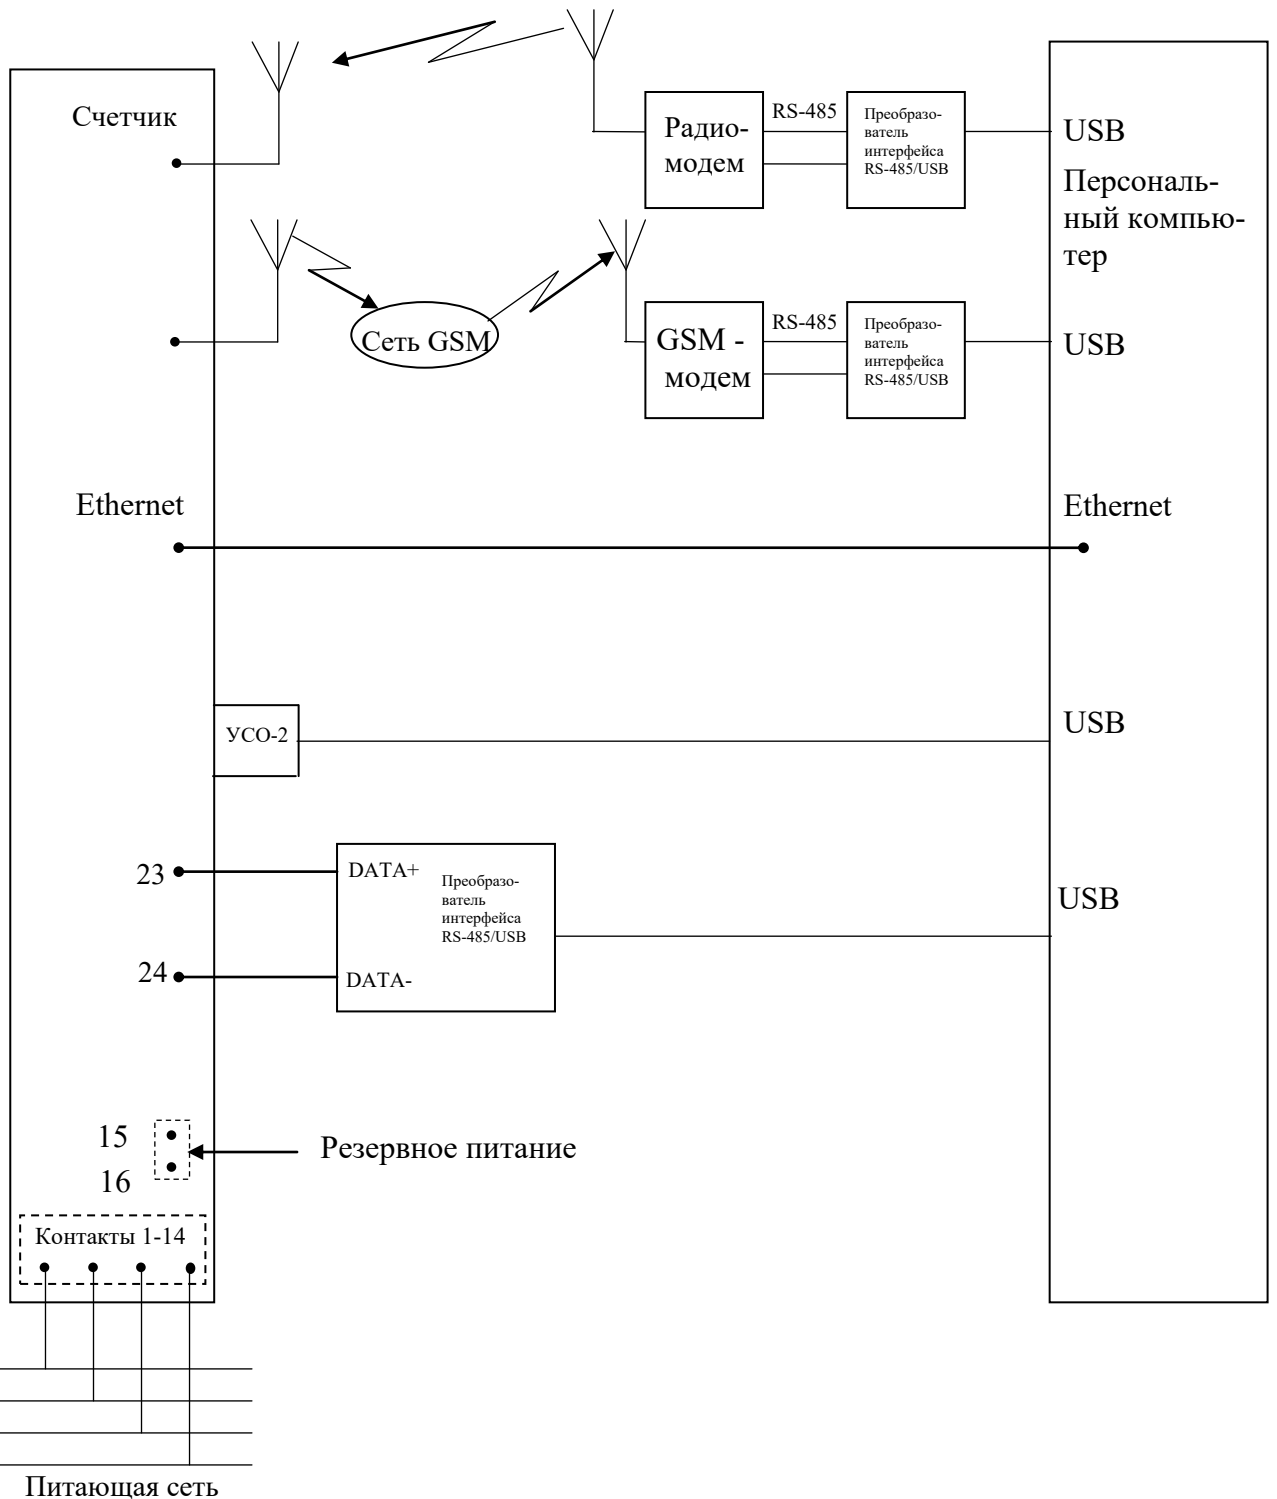 Счетчик
Радио-
модем
RS-485
Преобразо-
ватель
интерфейса
RS-485/USB
USB
Персональ-
ный компью-
тер
Сеть GSM
GSM -
модем
RS-485
Преобразо-
ватель
интерфейса
RS-485/USB
USB
Ethernet
Ethernet
УСО-2
USB
23
DATA+
Преобразо-
ватель
интерфейса
RS-485/USB
USB
24
DATA-
15
Резервное питание
16
Контакты 1-14
Питающая сеть